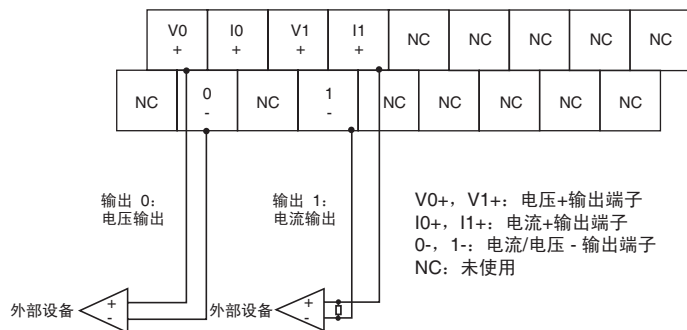 V0 I0 V1 I1 NC NC NC NC NC
+ + + +
NC 0 NC 1 NC NC NC NC NC
- -
输出 0：
电压输出
输出 1：
电流输出
V0+，V1+：电压+输出端子
I0+，I1+：电流+输出端子
0-，1-：电流/电压 - 输出端子
NC：未使用
外部设备
+
-
外部设备
+
-